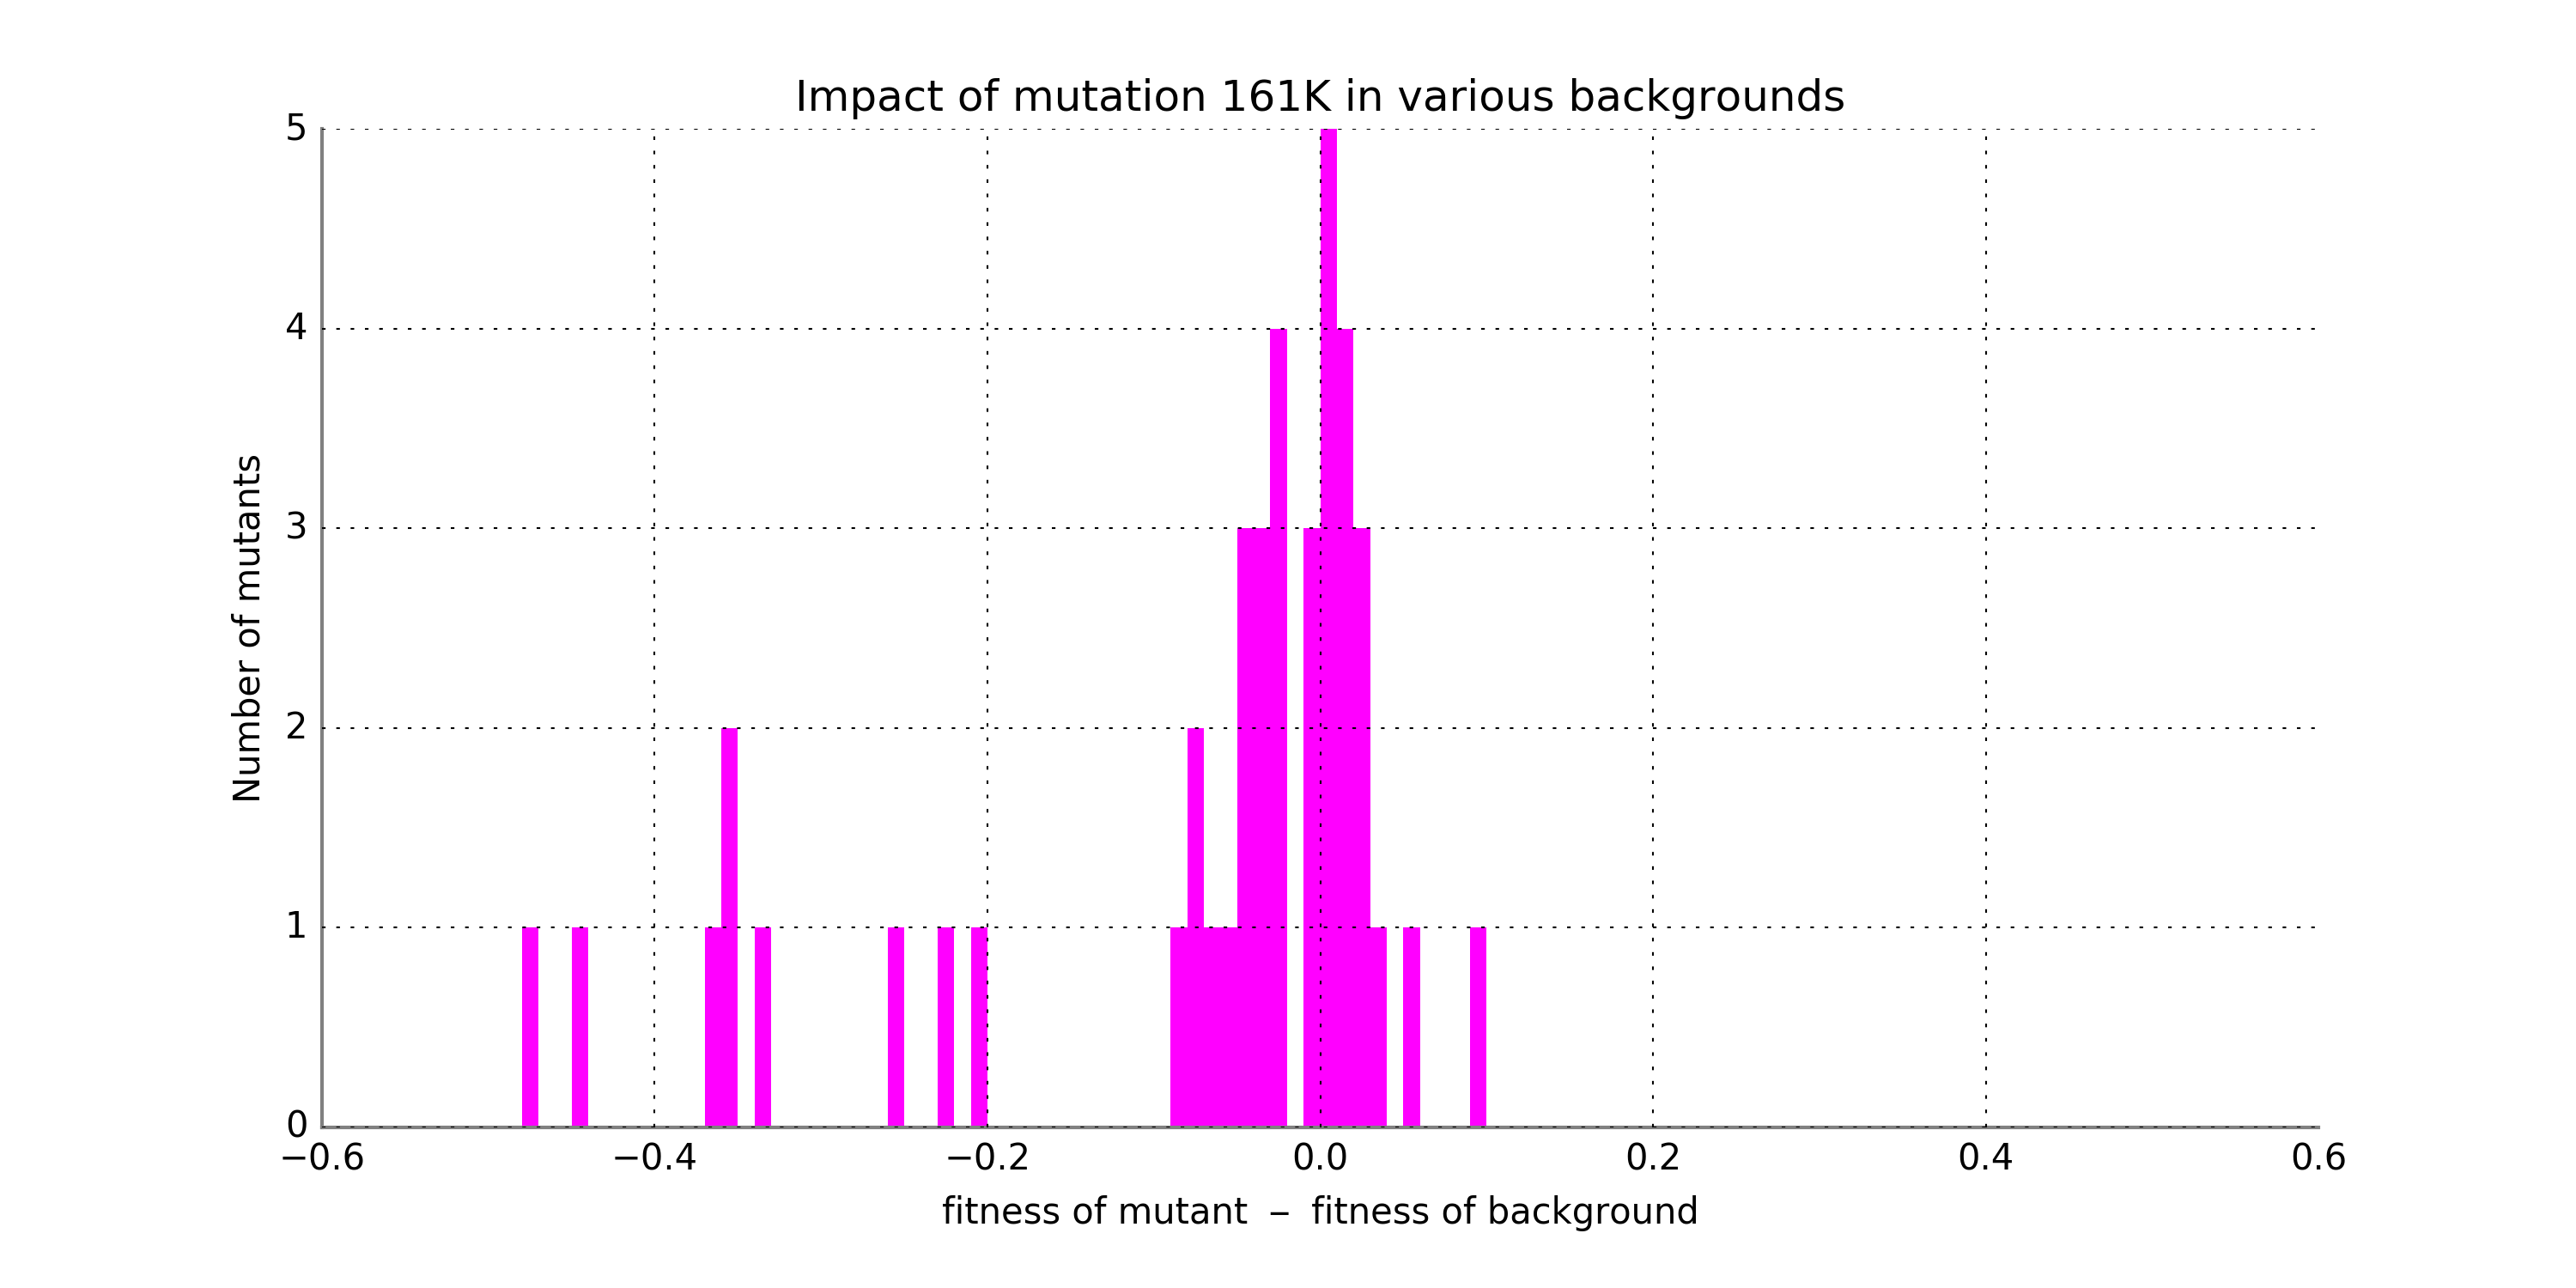 Impact of mutation 161K in various backgrounds
5
4
3
2
1
0
Number of mutants
−0.6 −0.4 −0.2 0.0 0.2 0.4 0.6
fitness of mutant − fitness of background